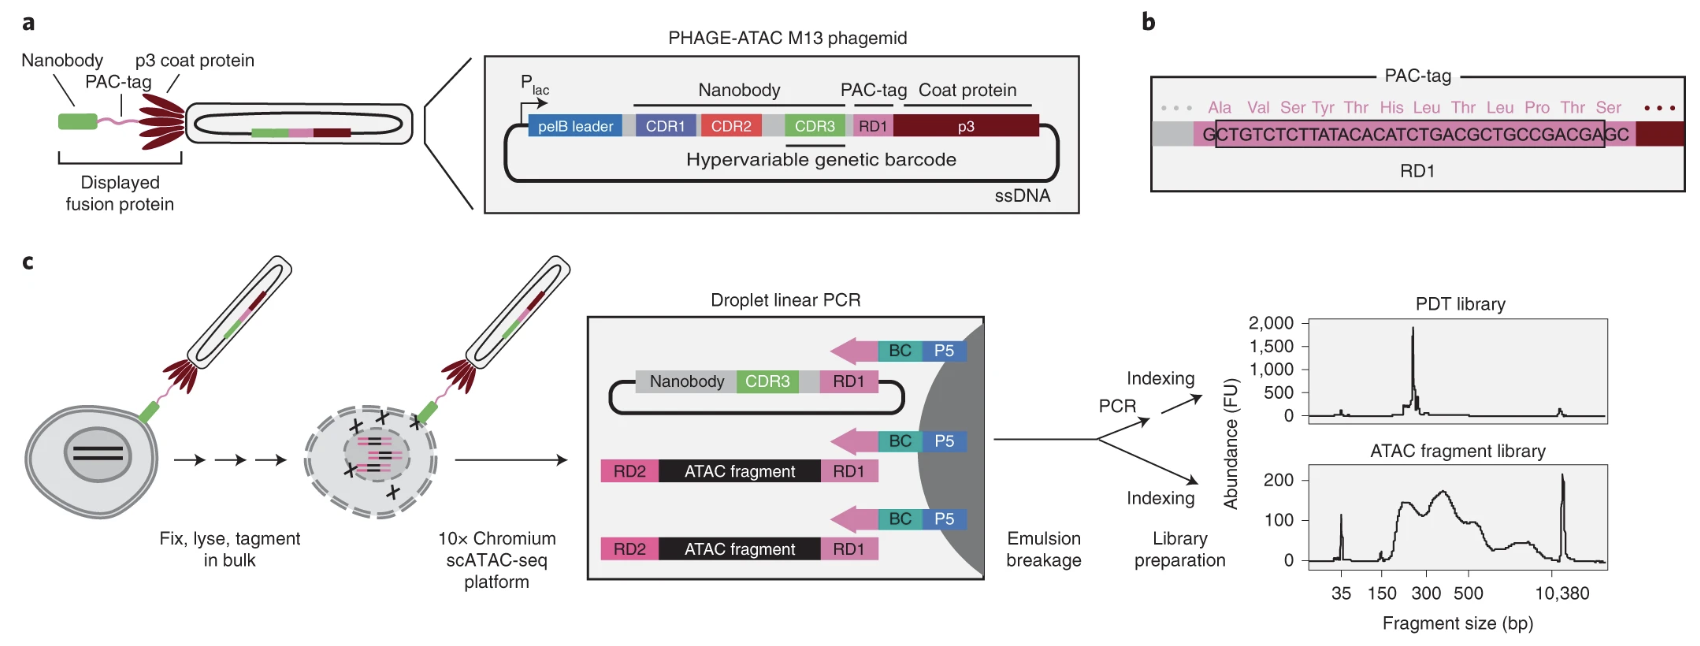 a
Nanobody
p3 coat protein
PAC-tag
Displayed
fusion protein
PHAGE-ATAC M13 phagemid
Plac
Nanobody
PAC-tag
Coat protein
pelB leader
CDR1
CDR2
CDR3
RD1
p3
Hypervariable genetic barcode
ssDNA
b
PAC-tag
... Ala Val Ser Tyr Thr His Leu Thr Leu Pro Thr Ser ...
GCTGTCTCTTATACACATCTGACGCTGCCGACGAGC
RD1
c
Fix, lyse, tagment
in bulk
10× Chromium
scATAC-seq
platform
Droplet linear PCR
BC P5
Nanobody CDR3 RD1
BC P5
RD2 ATAC fragment RD1
BC P5
RD2 ATAC fragment RD1
Emulsion
breakage
PCR
Indexing
Indexing
Library
preparation
Abundance (FU)
PDT library
2,000
1,500
1,000
500
0
ATAC fragment library
200
100
0
35 150 300 500 10,380
Fragment size (bp)